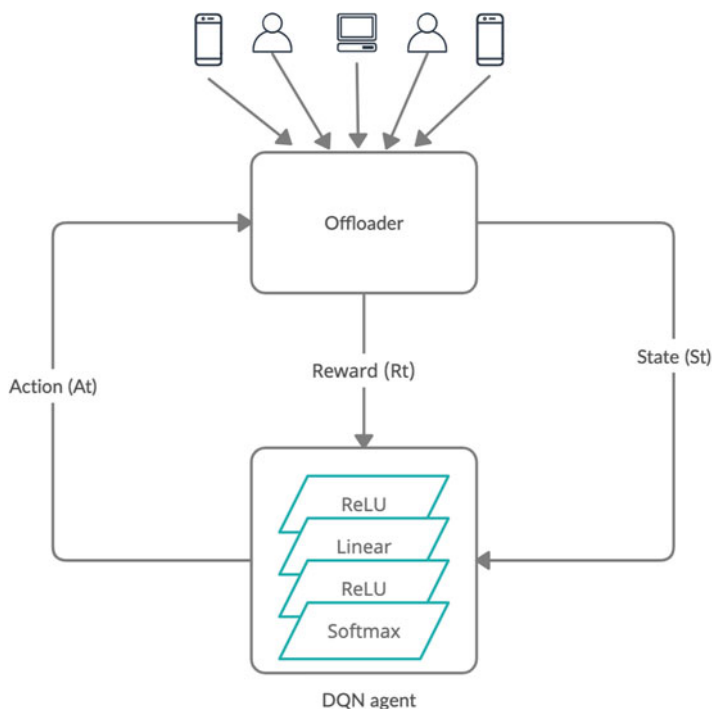 Offloader
Reward (Rt)
State (St)
Action (At)
ReLU
Linear
ReLU
Softmax
DQN agent